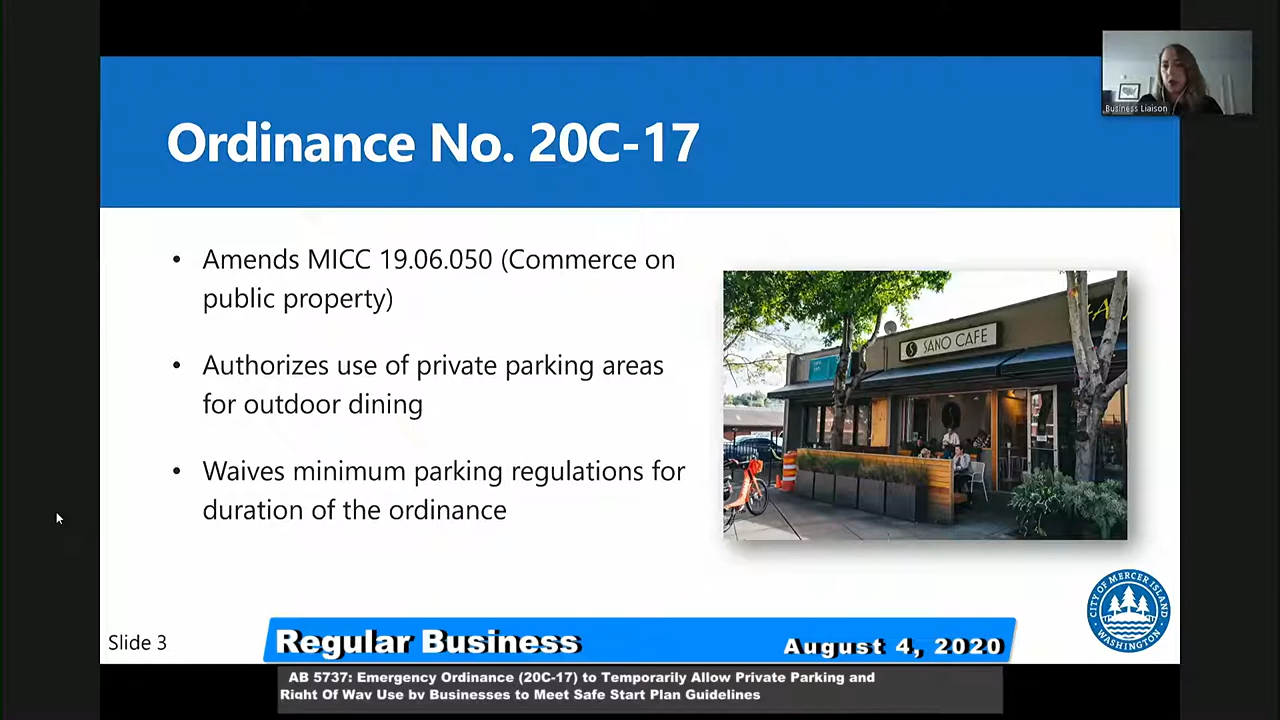 Business Liaison
Ordinance No. 20C-17
• Amends MICC 19.06.050 (Commerce on
public property)
• Authorizes use of private parking areas
for outdoor dining
• Waives minimum parking regulations for
duration of the ordinance
SANO CAFE
CITY OF MERCER ISLAND
WASHINGTON
Slide 3
Regular Business
August 4, 2020
AB 5737: Emergency Ordinance (20C-17) to Temporarily Allow Private Parking and
Right Of Way Use by Businesses to Meet Safe Start Plan Guidelines